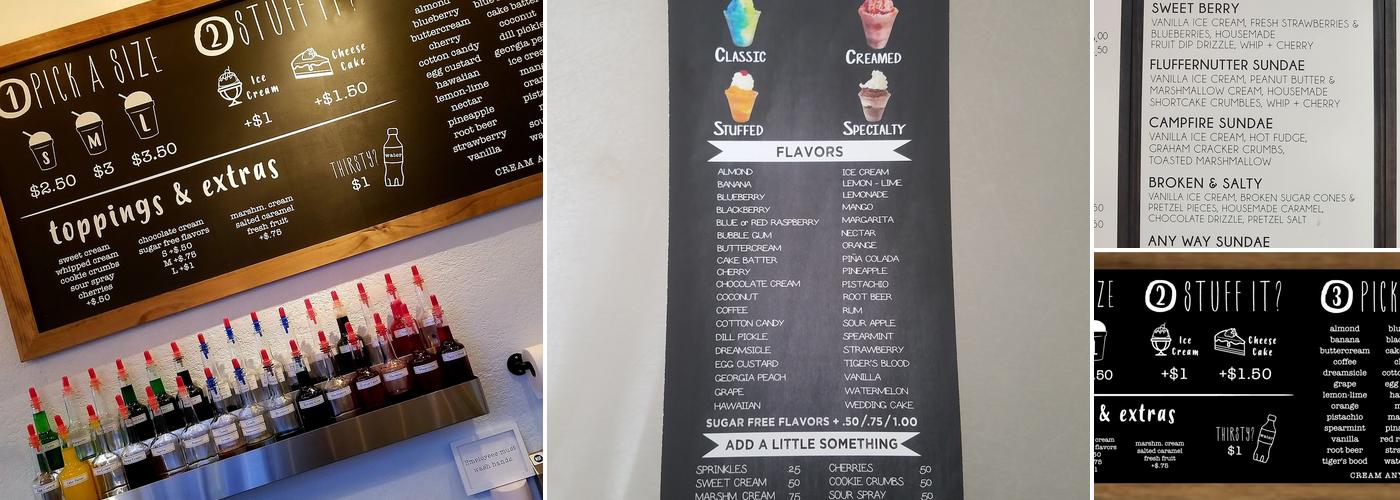 1 PICK A SIZE
S
M
L
$2.50
$3
$3.50
2 STUFF IT?
Ice
Cream
+$1
Cheese
Cake
+$1.50
almond
blueberry
buttercream
cherry
cotton candy
egg custard
hawaiian
lemon-lime
nectar
pineapple
root beer
strawberry
vanilla
cake batter
coconut
toppings & extras
sweet cream
whipped cream
cookie crumbs
sour spray
cherries
+$.50
chocolate cream
sugar free flavors
S +$.50
M +$.75
L +$1
marshm. cream
salted caramel
fresh fruit
+$.75
THIRSTY?
$1
water
Employees must
wash hands
CLASSIC
CREAMED
STUFFED
SPECIALTY
FLAVORS
ALMOND
BANANA
BLUEBERRY
BLACKBERRY
BLUE or RED RASPBERRY
BUBBLE GUM
BUTTERCREAM
CAKE BATTER
CHERRY
CHOCOLATE CREAM
COCONUT
COFFEE
COTTON CANDY
DILL PICKLE
DREAMSICLE
EGG CUSTARD
GEORGIA PEACH
GRAPE
HAWAIIAN
ICE CREAM
LEMON - LIME
LEMONADE
MANGO
MARGARITA
NECTAR
ORANGE
PIÑA COLADA
PINEAPPLE
PISTACHIO
ROOT BEER
RUM
SOUR APPLE
SPEARMINT
STRAWBERRY
TIGER'S BLOOD
VANILLA
WATERMELON
WEDDING CAKE
SUGAR FREE FLAVORS + .50/.75/1.00
ADD A LITTLE SOMETHING
SPRINKLES 25
SWEET CREAM 50
MARSHM CREAM 75
CHERRIES 50
COOKIE CRUMBS 50
SOUR SPRAY 50
SWEET BERRY
VANILLA ICE CREAM, FRESH STRAWBERRIES &
BLUEBERRIES, HOUSEMADE
FRUIT DIP DRIZZLE, WHIP + CHERRY
FLUFFERNUTTER SUNDAE
VANILLA ICE CREAM, PEANUT BUTTER &
MARSHMALLOW CREAM, HOUSEMADE
SHORTCAKE CRUMBLES, WHIP + CHERRY
CAMPFIRE SUNDAE
VANILLA ICE CREAM, HOT FUDGE,
GRAHAM CRACKER CRUMBS,
TOASTED MARSHMALLOW
BROKEN & SALTY
VANILLA ICE CREAM, BROKEN SUGAR CONES &
PRETZEL PIECES, HOUSEMADE CARAMEL,
CHOCOLATE DRIZZLE, PRETZEL SALT
ANY WAY SUNDAE
2 STUFF IT?
Ice
Cream
+$1
Cheese
Cake
+$1.50
3 PICK
almond
banana
buttercream
coffee
dreamsicle
grape
lemon-lime
orange
pistachio
spearmint
vanilla
root beer
tiger's bood
& extras
marshm. cream
salted caramel
fresh fruit
+$.75
THIRSTY?
$1
water